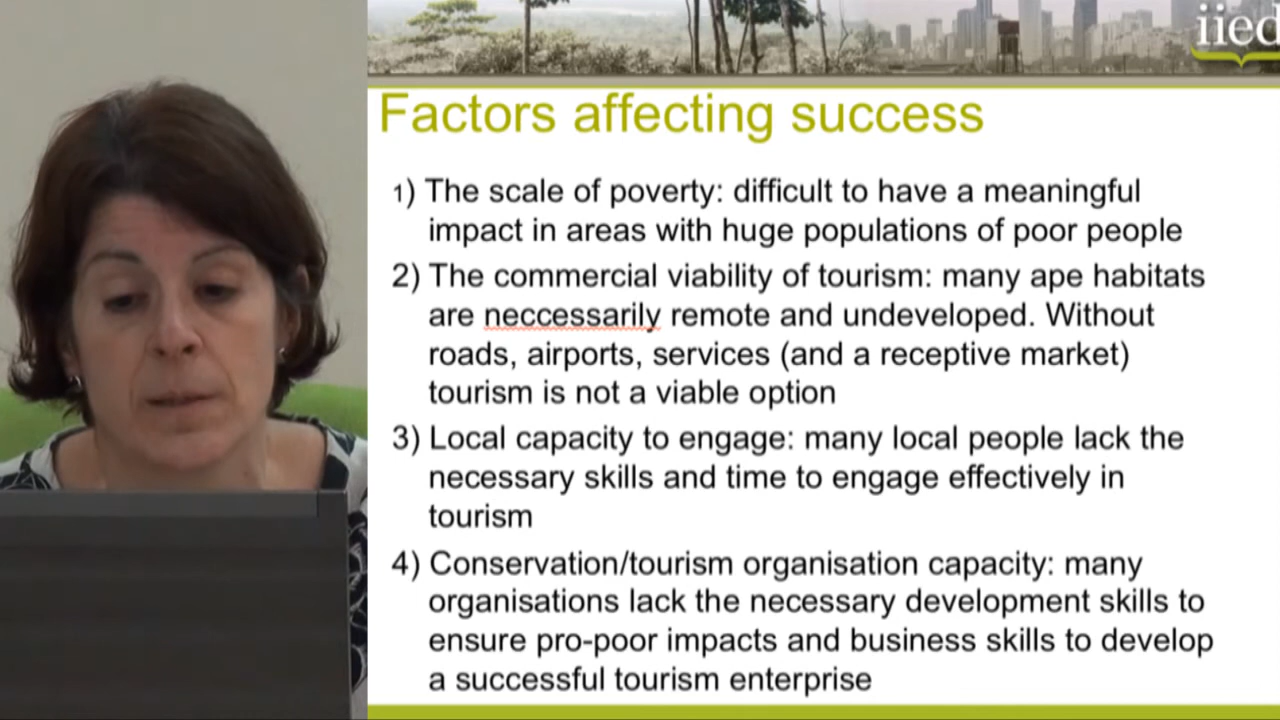 iied
Factors affecting success
1) The scale of poverty: difficult to have a meaningful
impact in areas with huge populations of poor people
2) The commercial viability of tourism: many ape habitats
are neccessarily remote and undeveloped. Without
roads, airports, services (and a receptive market)
tourism is not a viable option
3) Local capacity to engage: many local people lack the
necessary skills and time to engage effectively in
tourism
4) Conservation/tourism organisation capacity: many
organisations lack the necessary development skills to
ensure pro-poor impacts and business skills to develop
a successful tourism enterprise